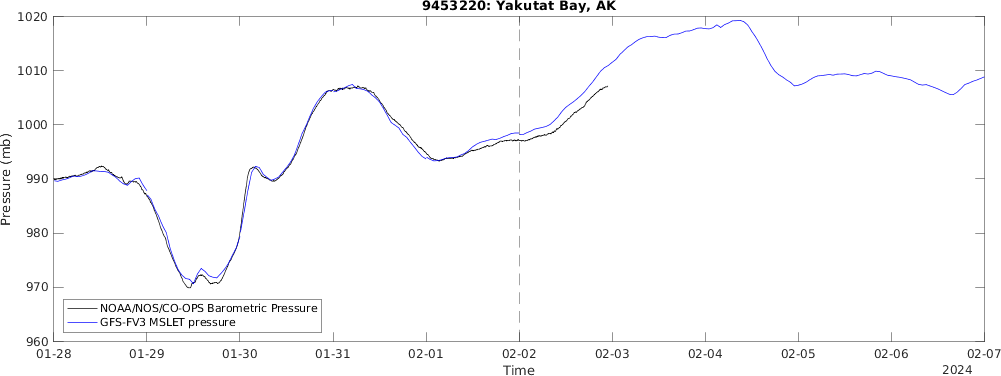 9453220: Yakutat Bay, AK
Pressure (mb)
1020
1010
1000
990
980
970
960
NOAA/NOS/CO-OPS Barometric Pressure
GFS-FV3 MSLET pressure
01-28 01-29 01-30 01-31 02-01 02-02 02-03 02-04 02-05 02-06 02-07
Time
2024